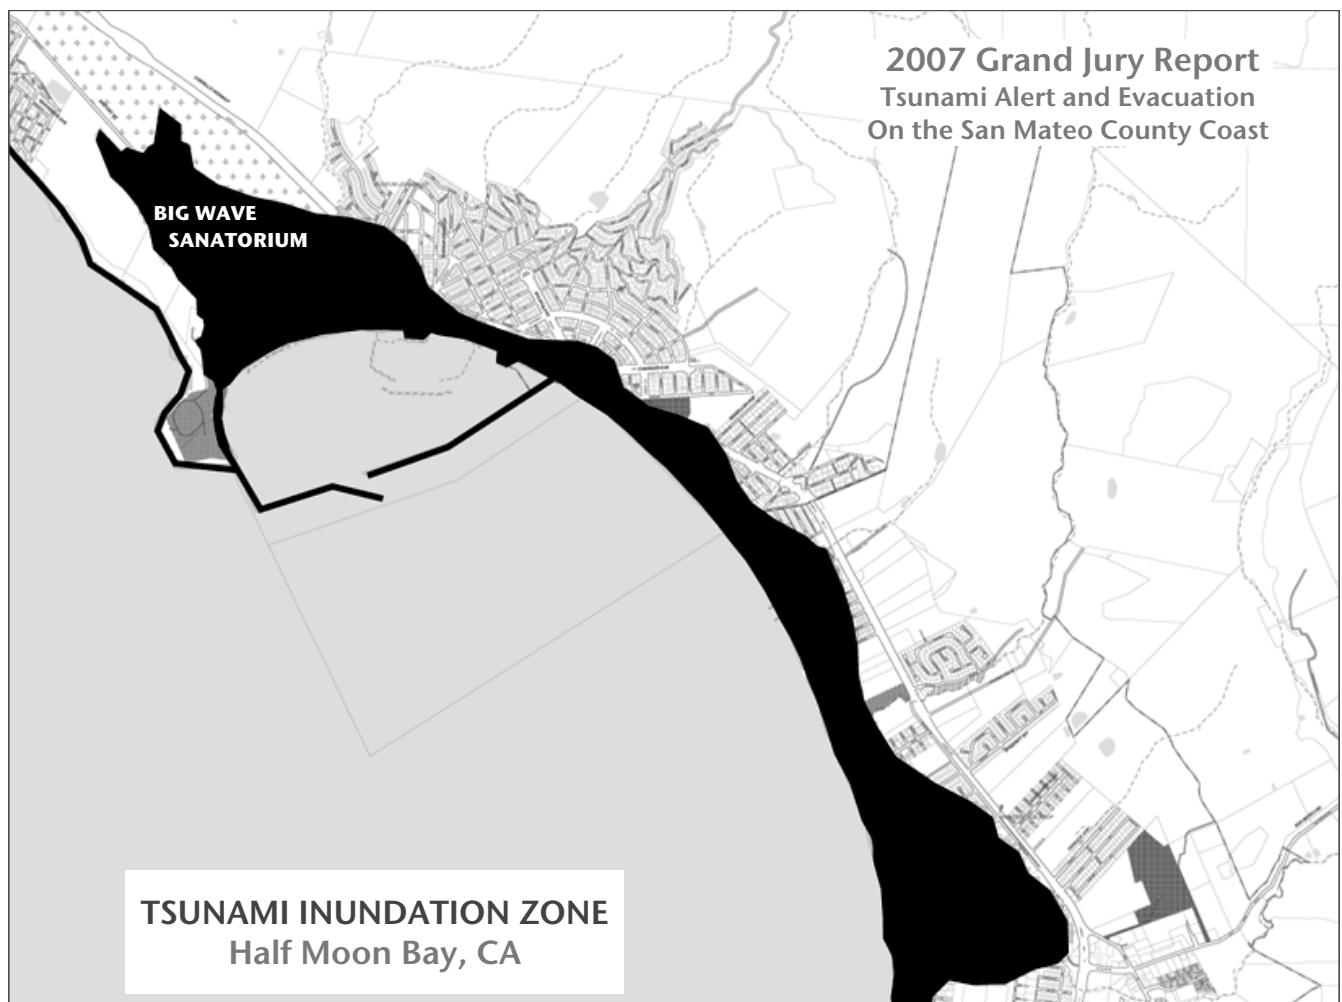 2007 Grand Jury Report
Tsunami Alert and Evacuation
On the San Mateo County Coast
BIG WAVE
SANATORIUM
TSUNAMI INUNDATION ZONE
Half Moon Bay, CA